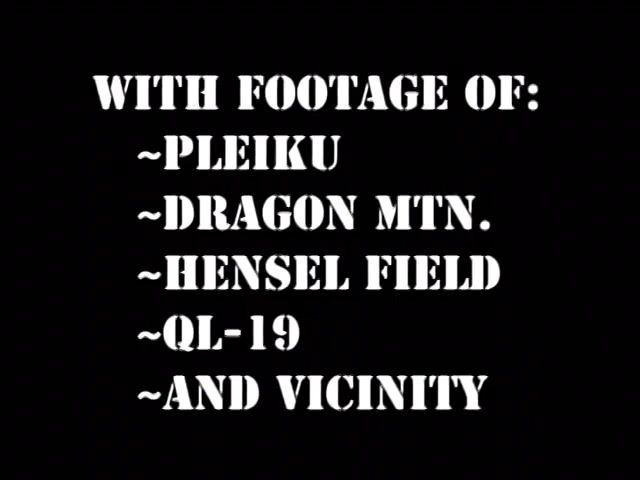 WITH FOOTAGE OF:
~PLEIKU
~DRAGON MTN.
~HENSEL FIELD
~QL-19
~AND VICINITY